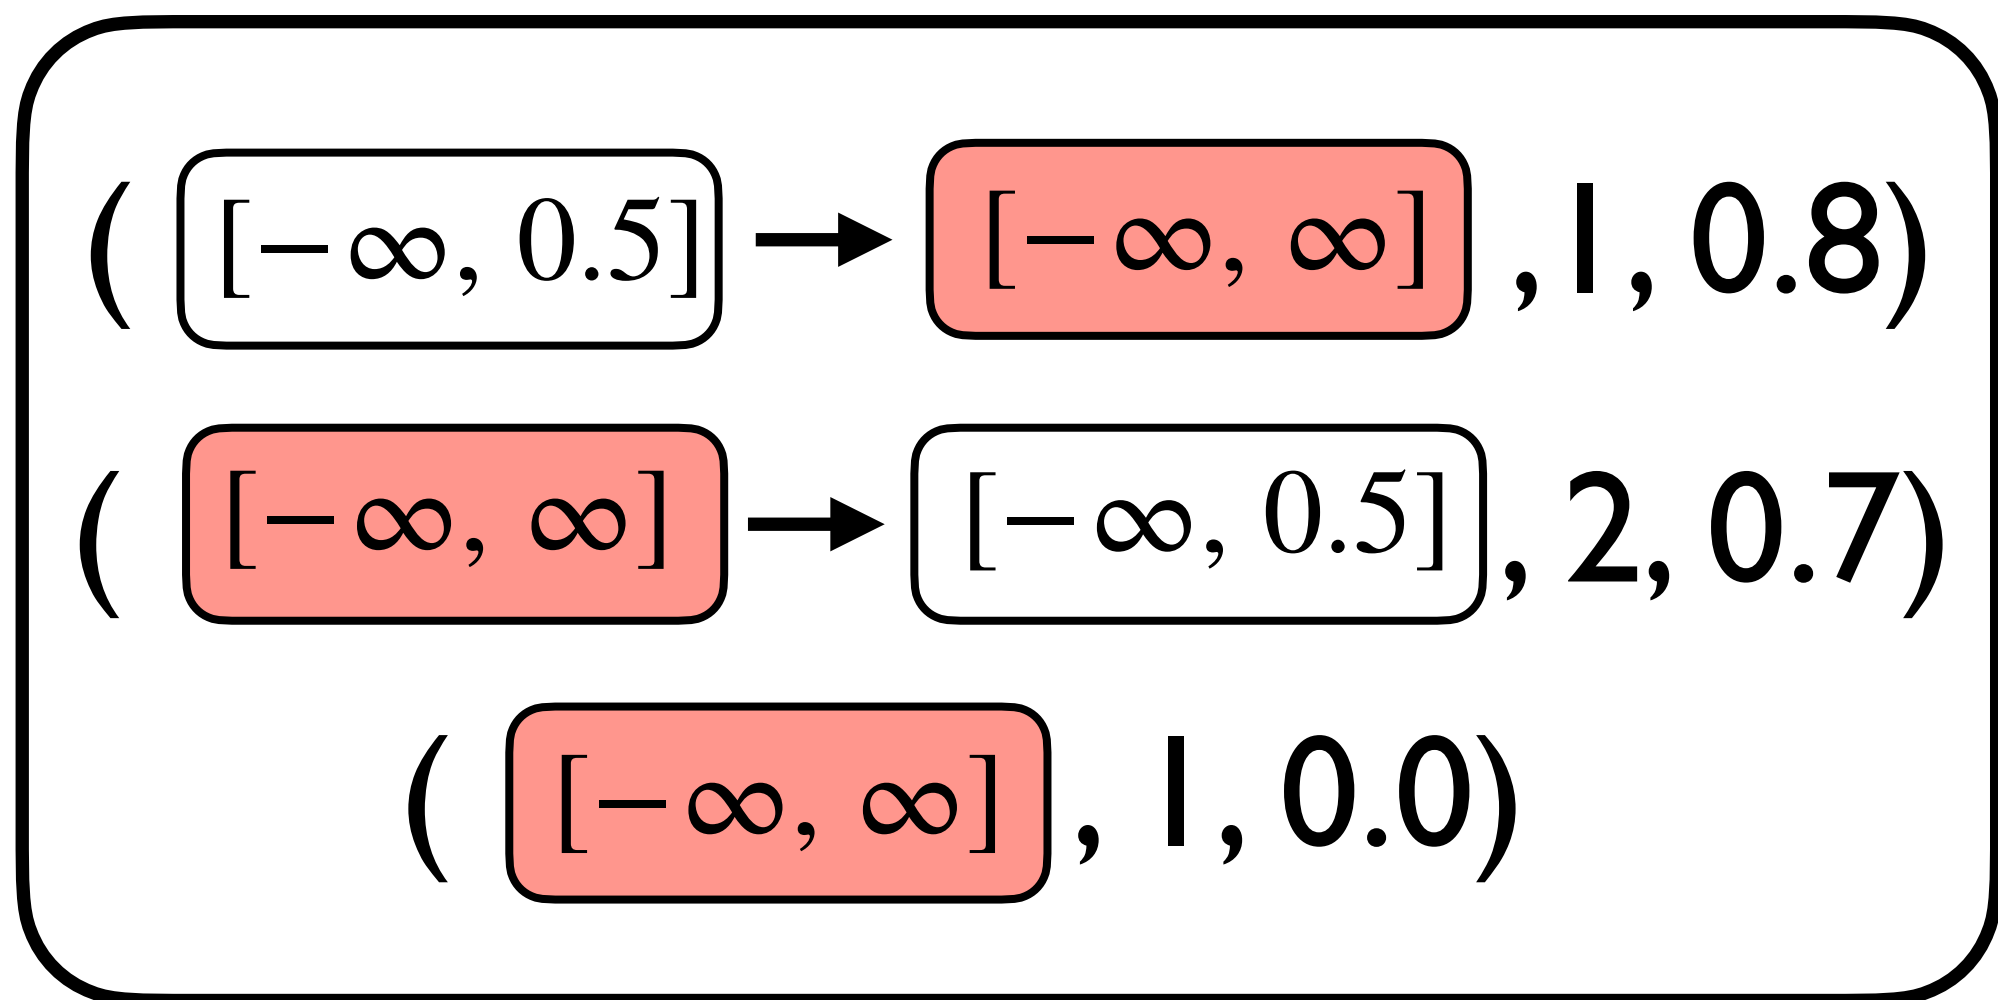 ( [−∞, 0.5] → [−∞, ∞] , 1, 0.8)
( [−∞, ∞] → [−∞, 0.5] , 2, 0.7)
( [−∞, ∞] , 1, 0.0)